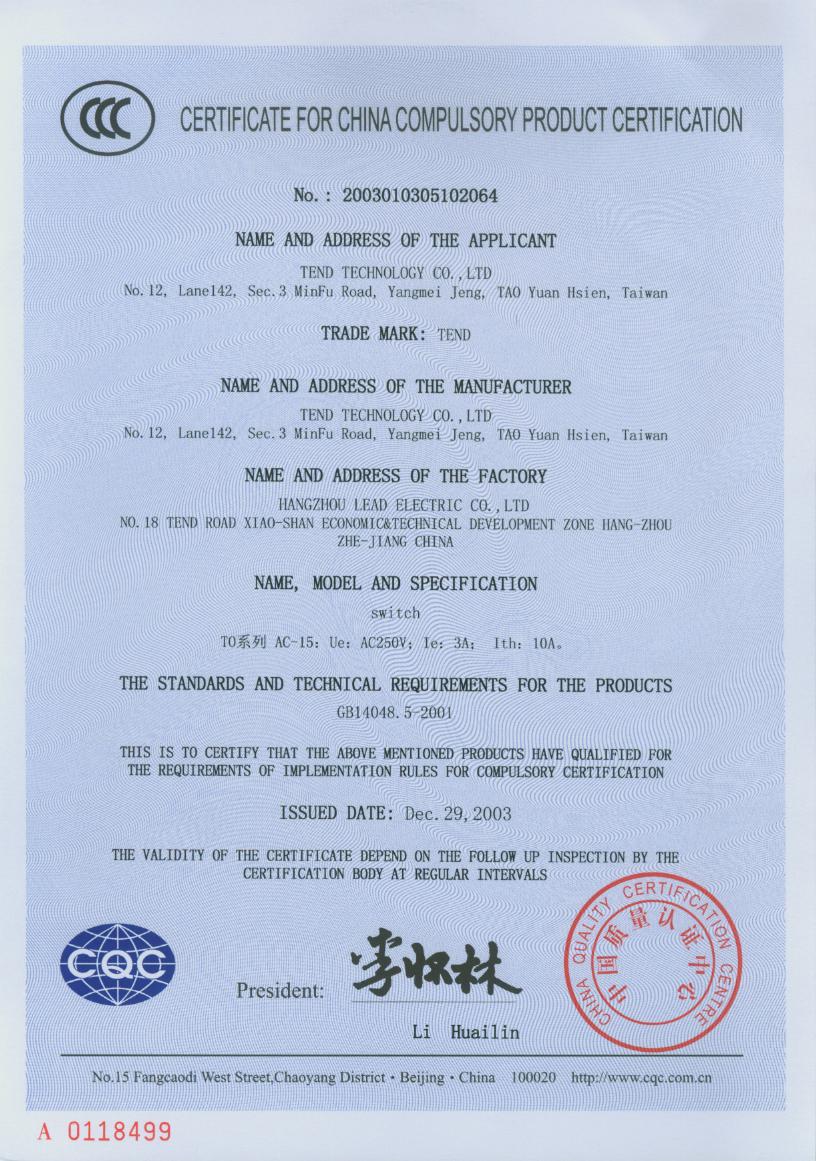 CCC CERTIFICATE FOR CHINA COMPULSORY PRODUCT CERTIFICATION
No.: 2003010305102064
NAME AND ADDRESS OF THE APPLICANT
TEND TECHNOLOGY CO.,LTD
No.12, Lane142, Sec.3 MinFu Road, Yangmei Jeng, TAO Yuan Hsien, Taiwan
TRADE MARK: TEND
NAME AND ADDRESS OF THE MANUFACTURER
TEND TECHNOLOGY CO.,LTD
No.12, Lane142, Sec.3 MinFu Road, Yangmei Jeng, TAO Yuan Hsien, Taiwan
NAME AND ADDRESS OF THE FACTORY
HANGZHOU LEAD ELECTRIC CO.,LTD
NO.18 TEND ROAD XIAO-SHAN ECONOMIC&TECHNICAL DEVELOPMENT ZONE HANG-ZHOU
ZHE-JIANG CHINA
NAME, MODEL AND SPECIFICATION
switch
TO系列 AC-15: Ue: AC250V; Ie: 3A; Ith: 10A。
THE STANDARDS AND TECHNICAL REQUIREMENTS FOR THE PRODUCTS
GB14048.5-2001
THIS IS TO CERTIFY THAT THE ABOVE MENTIONED PRODUCTS HAVE QUALIFIED FOR
THE REQUIREMENTS OF IMPLEMENTATION RULES FOR COMPULSORY CERTIFICATION
ISSUED DATE: Dec.29,2003
THE VALIDITY OF THE CERTIFICATE DEPEND ON THE FOLLOW UP INSPECTION BY THE
CERTIFICATION BODY AT REGULAR INTERVALS
CQC
President: 李怀林
Li Huailin
CHINA QUALITY CERTIFICATION CENTRE
中国质量认证中心
No.15 Fangcaodi West Street,Chaoyang District · Beijing · China 100020 http://www.cqc.com.cn
A 0118499